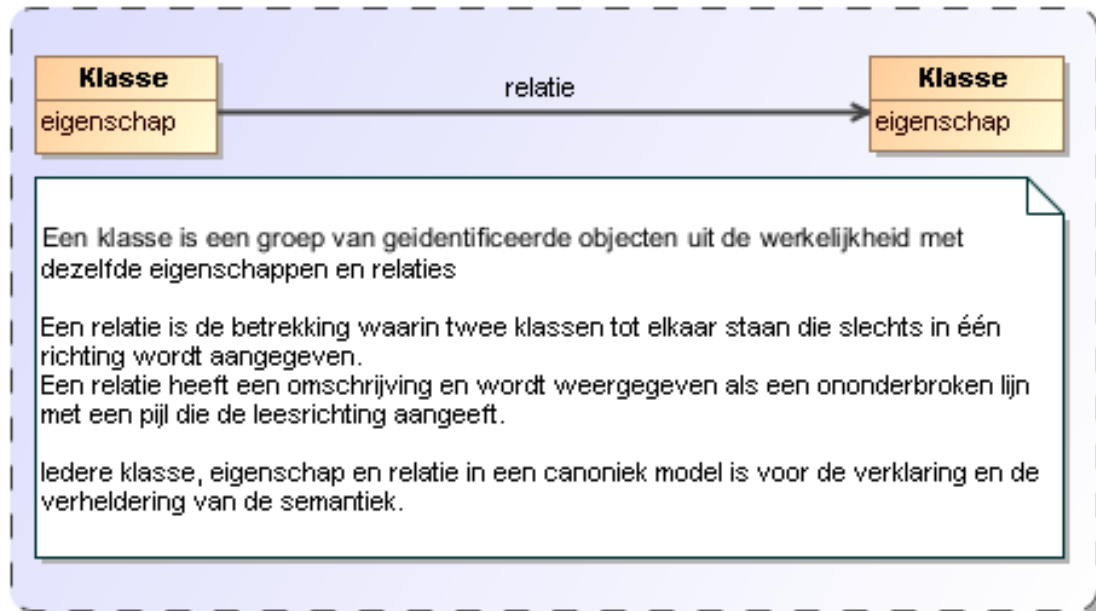 Klasse
eigenschap
relatie
Klasse
eigenschap
Een klasse is een groep van geidentificeerde objecten uit de werkelijkheid met
dezelfde eigenschappen en relaties
Een relatie is de betrekking waarin twee klassen tot elkaar staan die slechts in één
richting wordt aangegeven.
Een relatie heeft een omschrijving en wordt weergegeven als een ononderbroken lijn
met een pijl die de leesrichting aangeeft.
Iedere klasse, eigenschap en relatie in een canoniek model is voor de verklaring en de
verheldering van de semantiek.